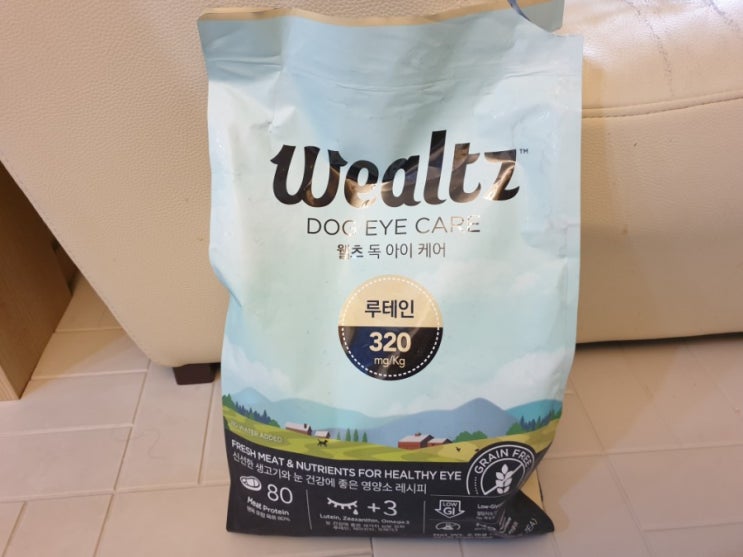 Wealtz™
DOG EYE CARE
웰츠 독 아이 케어
루테인
320
mg/Kg
WATER ADDED
FRESH MEAT & NUTRIENTS FOR HEALTHY EYE
신선한 생고기와 눈 건강에 좋은 영양소 레시피
GRAIN FREE
80
Meat Protein
+3
Lutein, Zeaxanthin, Omega 3
LOW
GI